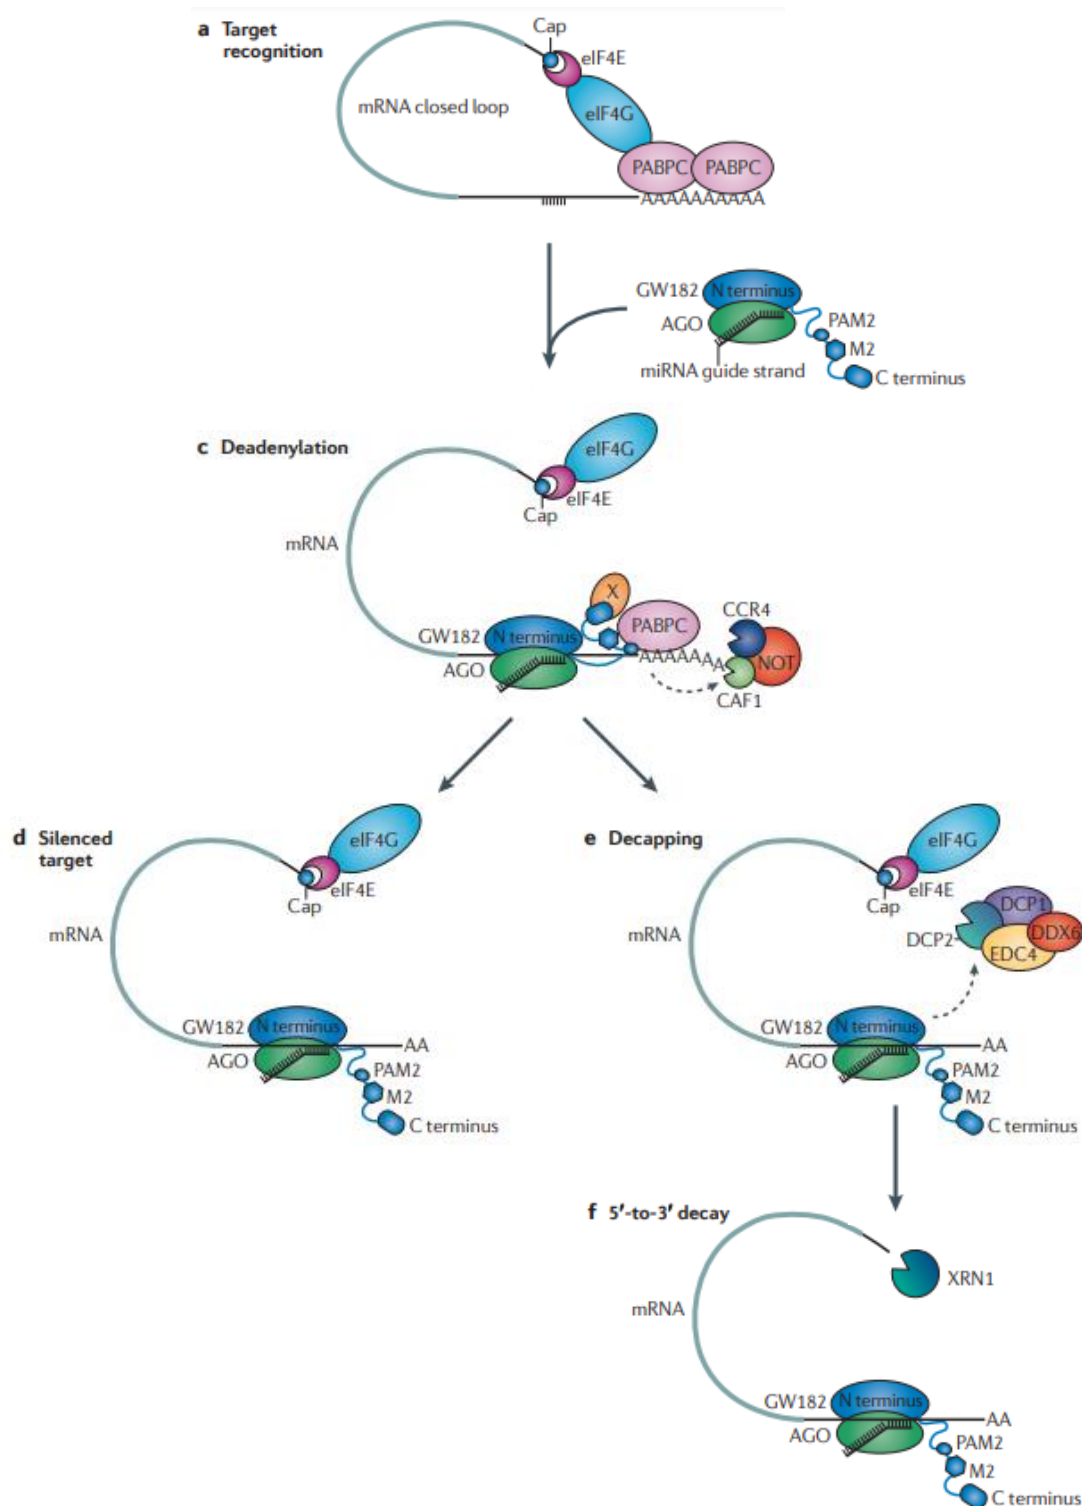 a Target
recognition
Cap
eIF4E
mRNA closed loop
eIF4G
PABPC PABPC
AAAAAAAAAA
GW182 N terminus
AGO
PAM2
M2
miRNA guide strand
C terminus
c Deadenylation
eIF4G
eIF4E
Cap
mRNA
X
CCR4
GW182 N terminus PABPC
AGO
AAAAAAA
NOT
CAF1
d Silenced
target
eIF4G
eIF4E
Cap
mRNA
GW182 N terminus
AA
AGO
PAM2
M2
C terminus
e Decapping
eIF4G
eIF4E
Cap
mRNA
DCP1
DCP2
DDX6
EDC4
GW182 N terminus
AA
AGO
PAM2
M2
C terminus
f 5′-to-3′ decay
XRN1
mRNA
GW182 N terminus
AA
AGO
PAM2
M2
C terminus